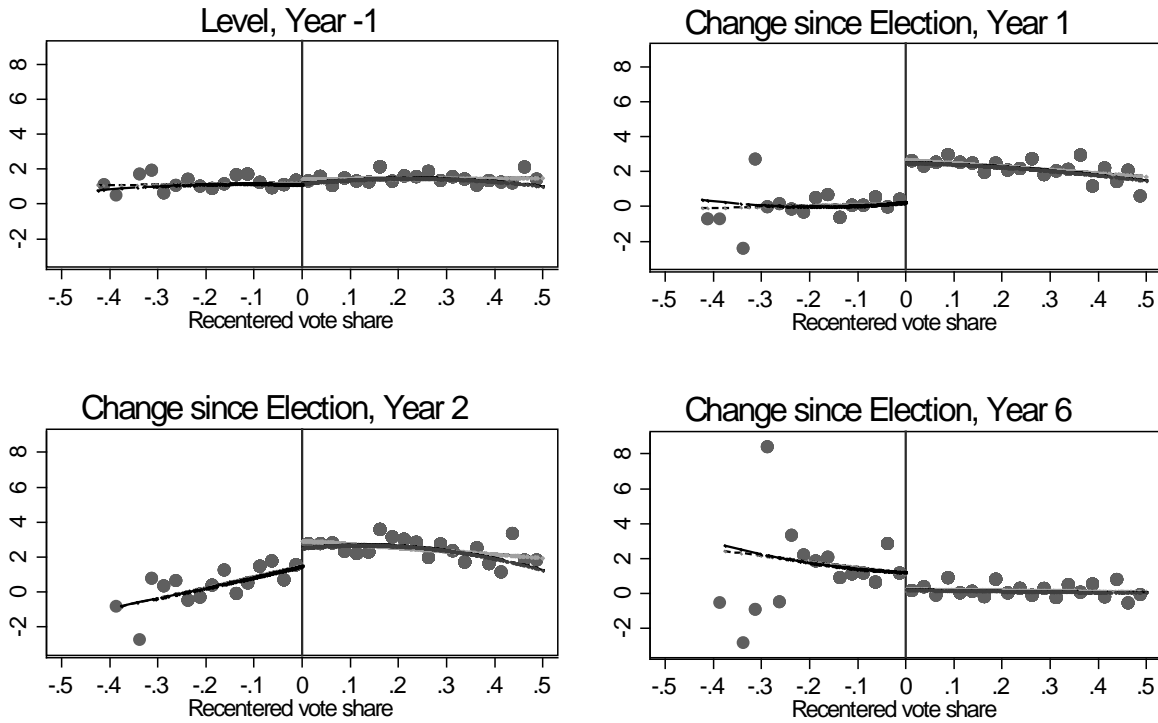 Level, Year -1
8
6
4
2
0
-2
-.5 -.4 -.3 -.2 -.1 0 .1 .2 .3 .4 .5
Recentered vote share
Change since Election, Year 1
8
6
4
2
0
-2
-.5 -.4 -.3 -.2 -.1 0 .1 .2 .3 .4 .5
Recentered vote share
Change since Election, Year 2
8
6
4
2
0
-2
-.5 -.4 -.3 -.2 -.1 0 .1 .2 .3 .4 .5
Recentered vote share
Change since Election, Year 6
8
6
4
2
0
-2
-.5 -.4 -.3 -.2 -.1 0 .1 .2 .3 .4 .5
Recentered vote share